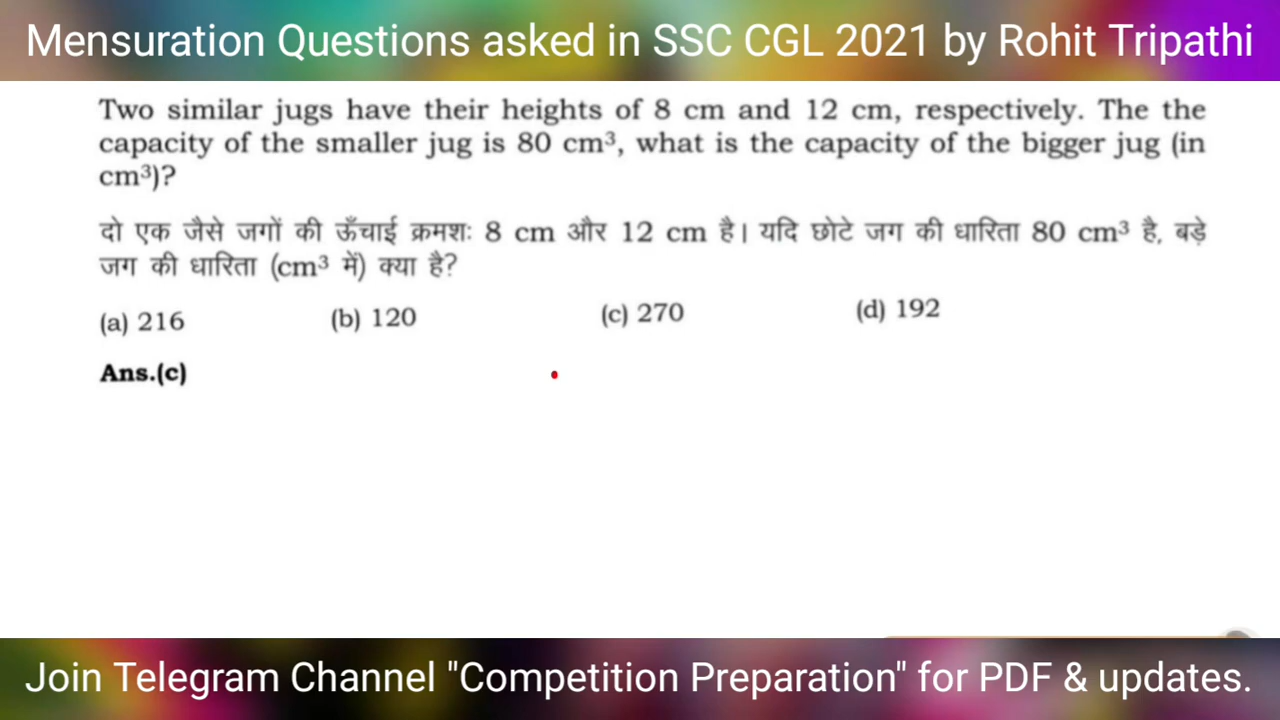 Mensuration Questions asked in SSC CGL 2021 by Rohit Tripathi
Two similar jugs have their heights of 8 cm and 12 cm, respectively. The the
capacity of the smaller jug is 80 cm³, what is the capacity of the bigger jug (in
cm³)?
दो एक जैसे जगों की ऊँचाई क्रमशः 8 cm और 12 cm है। यदि छोटे जग की धारिता 80 cm³ है, बड़े
जग की धारिता (cm³ में) क्या है?
(a) 216 (b) 120 (c) 270 (d) 192
Ans.(c)
Join Telegram Channel "Competition Preparation" for PDF & updates.